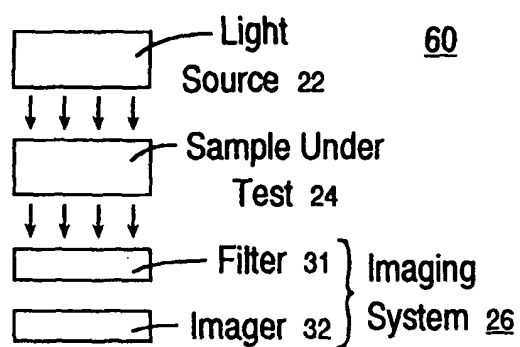 Light
Source 22
60
Sample Under
Test 24
Filter 31
Imager 32
Imaging
System 26